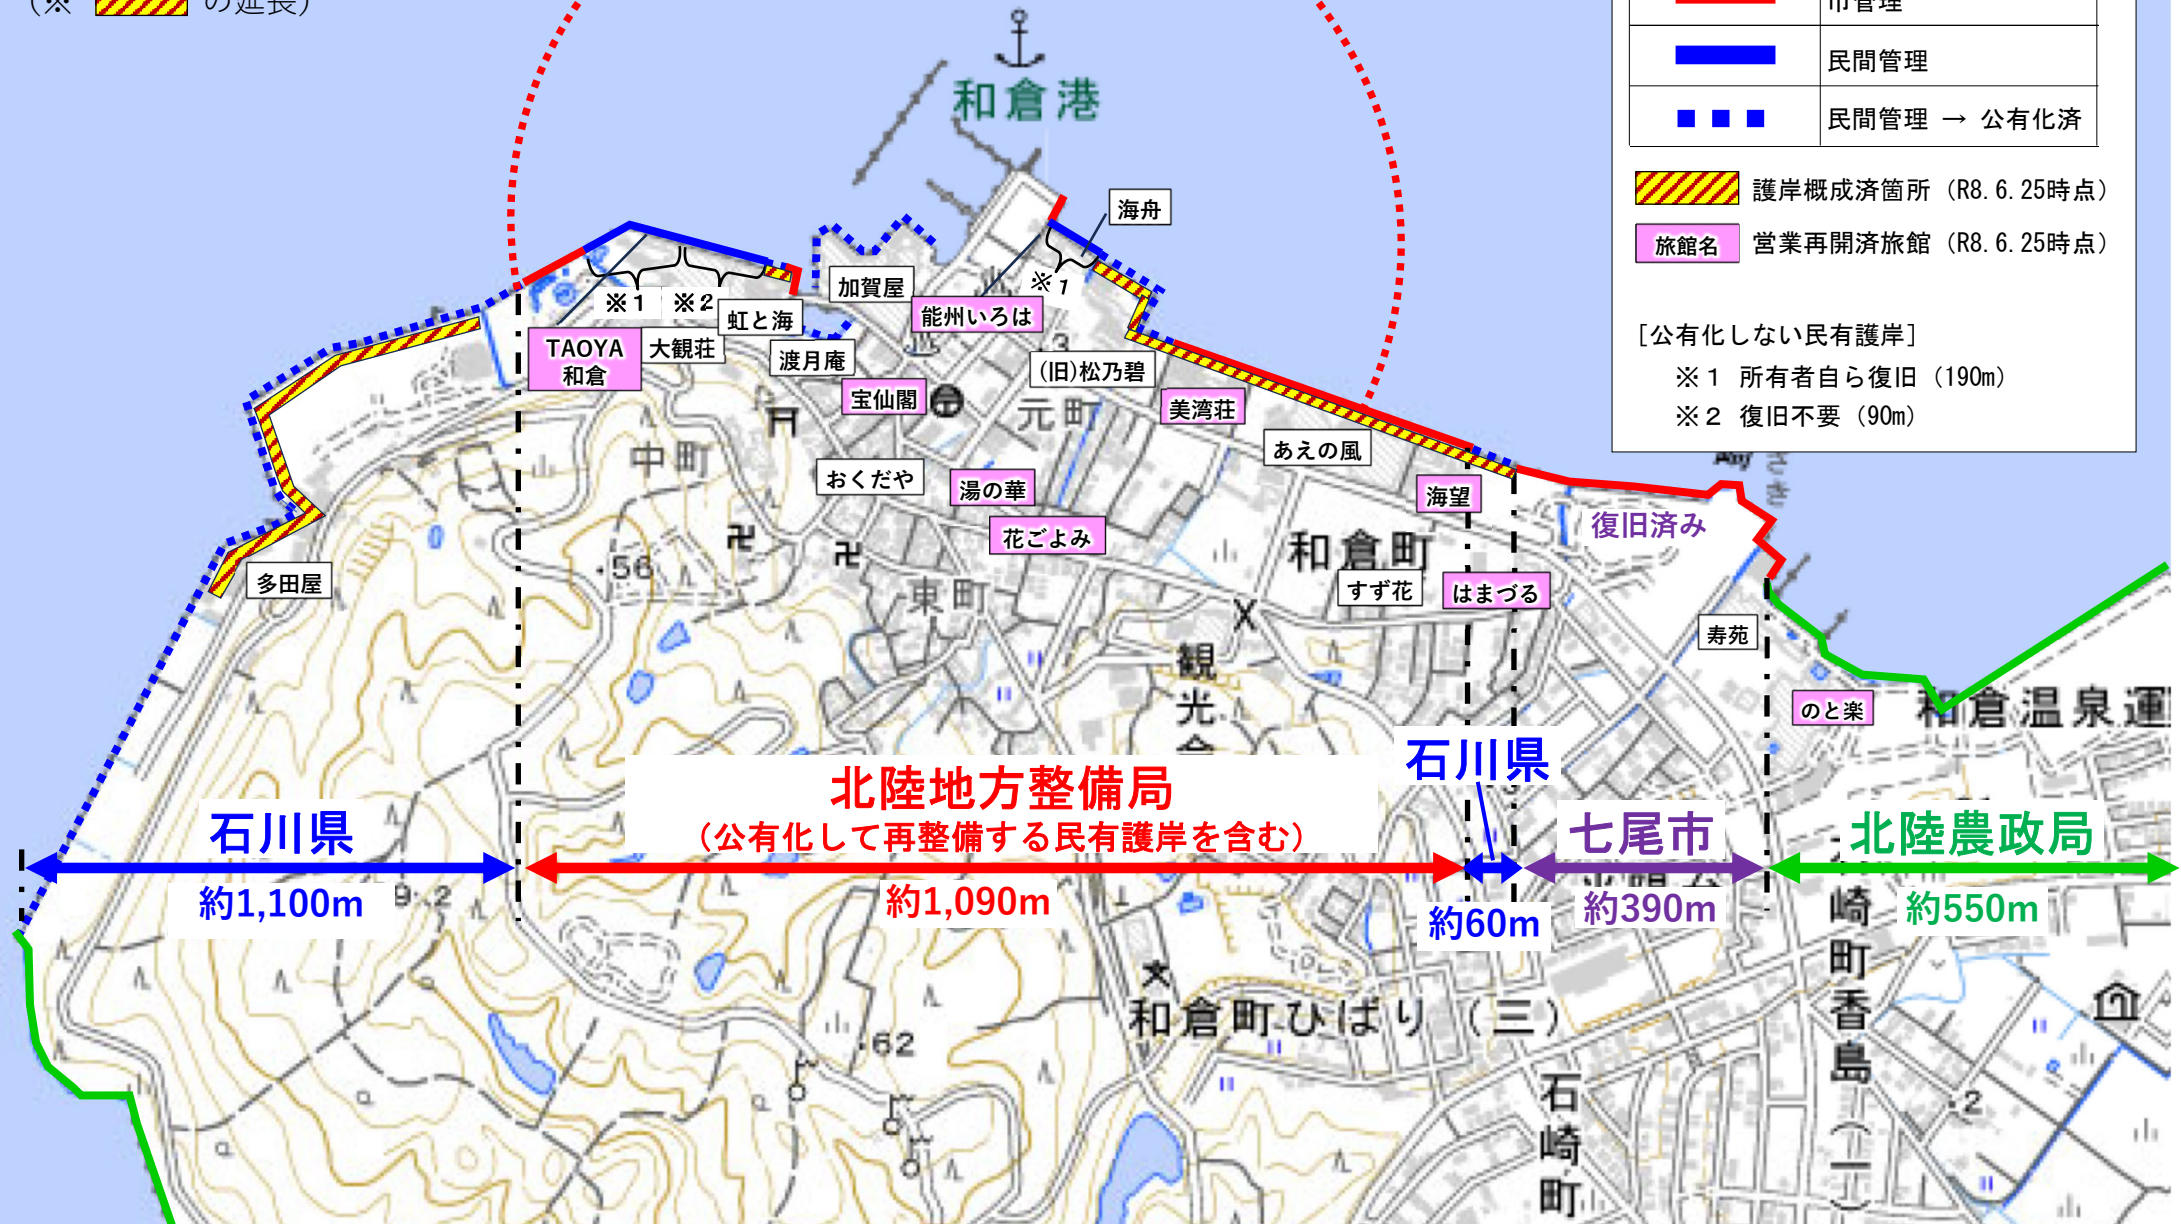 (※ の延長)
市管理
民間管理
民間管理 → 公有化済
護岸概成済箇所（R8.6.25時点）
旅館名 営業再開済旅館（R8.6.25時点）
［公有化しない民有護岸］
※１ 所有者自ら復旧（190m）
※２ 復旧不要（90m）
和倉港
海舟
※1
加賀屋
※1 ※2
虹と海
能州いろは
TAOYA
和倉
大観荘
渡月庵
(旧)松乃碧
3
宝仙閣
元町
美湾荘
中町
あえの風
おくだや
湯の華
海望
花ごよみ
和倉町
復旧済み
56
多田屋
東町
すず花
はまづる
寿苑
観光会
のと楽
和倉温泉運
石川県
北陸地方整備局
（公有化して再整備する民有護岸を含む）
石川県
七尾市
北陸農政局
約1,100m
約1,090m
約60m
約390m
約550m
9.2
和倉町ひばり（三）
62
石崎町
崎町香島（一）
2